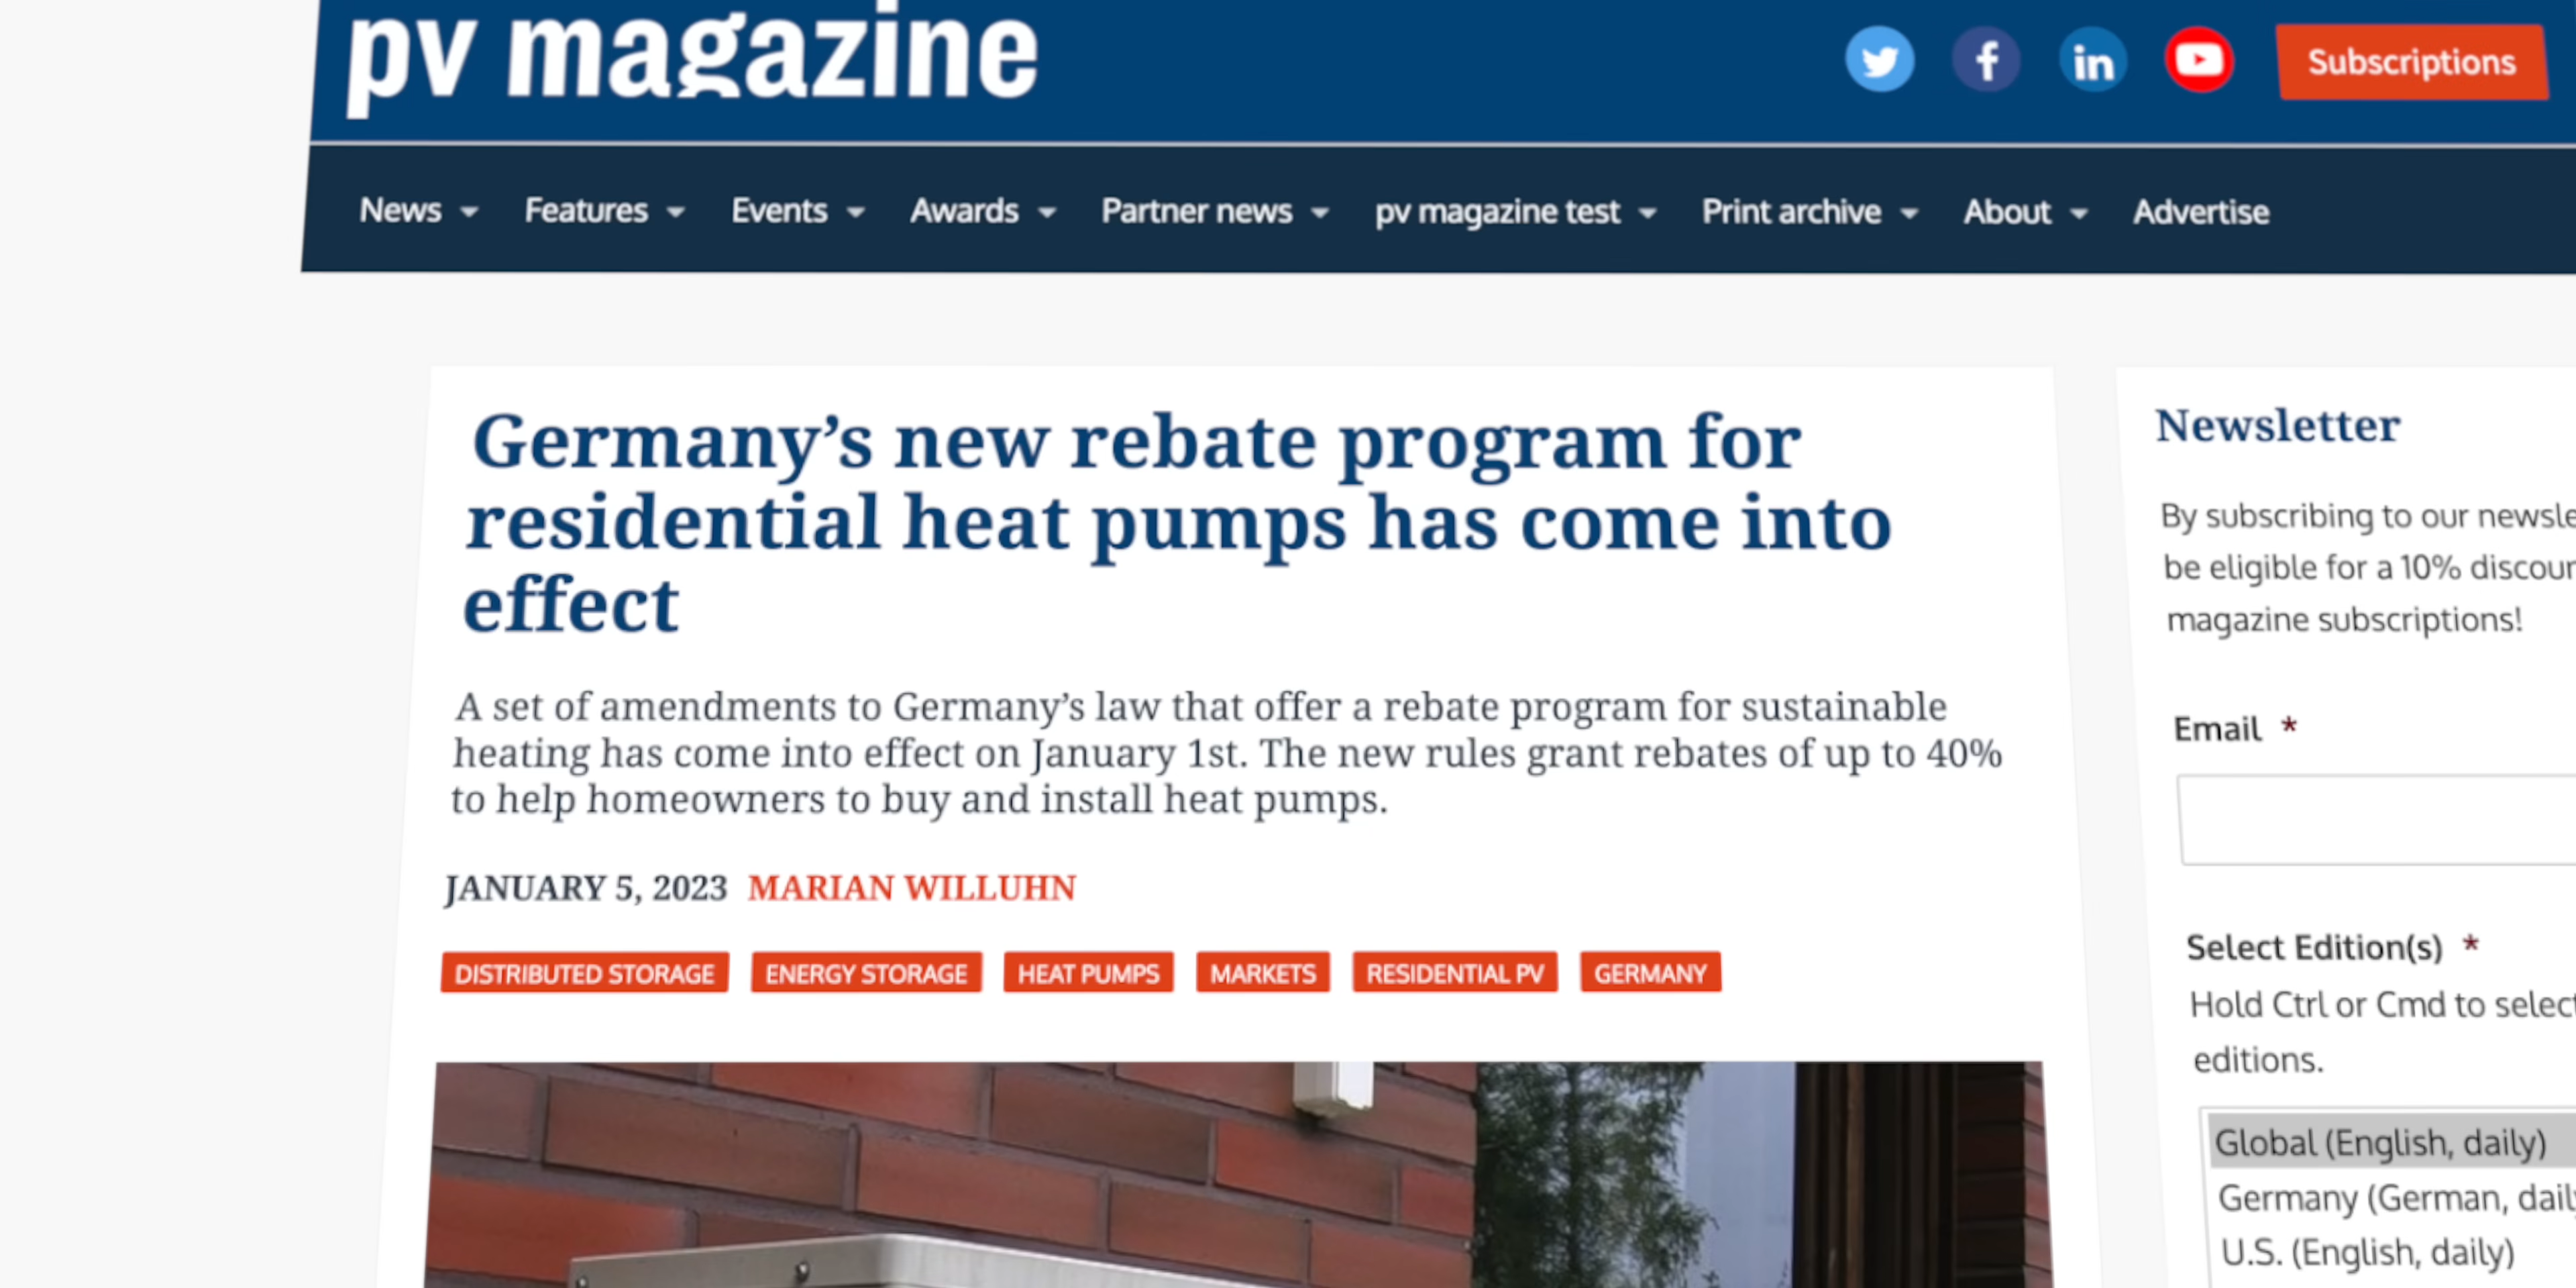 pv magazine
Subscriptions
News Features Events Awards Partner news pv magazine test Print archive About Advertise
Germany’s new rebate program for
residential heat pumps has come into
effect
A set of amendments to Germany’s law that offer a rebate program for sustainable
heating has come into effect on January 1st. The new rules grant rebates of up to 40%
to help homeowners to buy and install heat pumps.
JANUARY 5, 2023 MARIAN WILLUHN
DISTRIBUTED STORAGE ENERGY STORAGE HEAT PUMPS MARKETS RESIDENTIAL PV GERMANY
Newsletter
By subscribing to our
be eligible for a 10%
magazine subscriptions!
Email *
Select Edition(s) *
Hold Ctrl or Cmd to select
editions.
Global (English, daily)
Germany (German,
U.S. (English, daily)